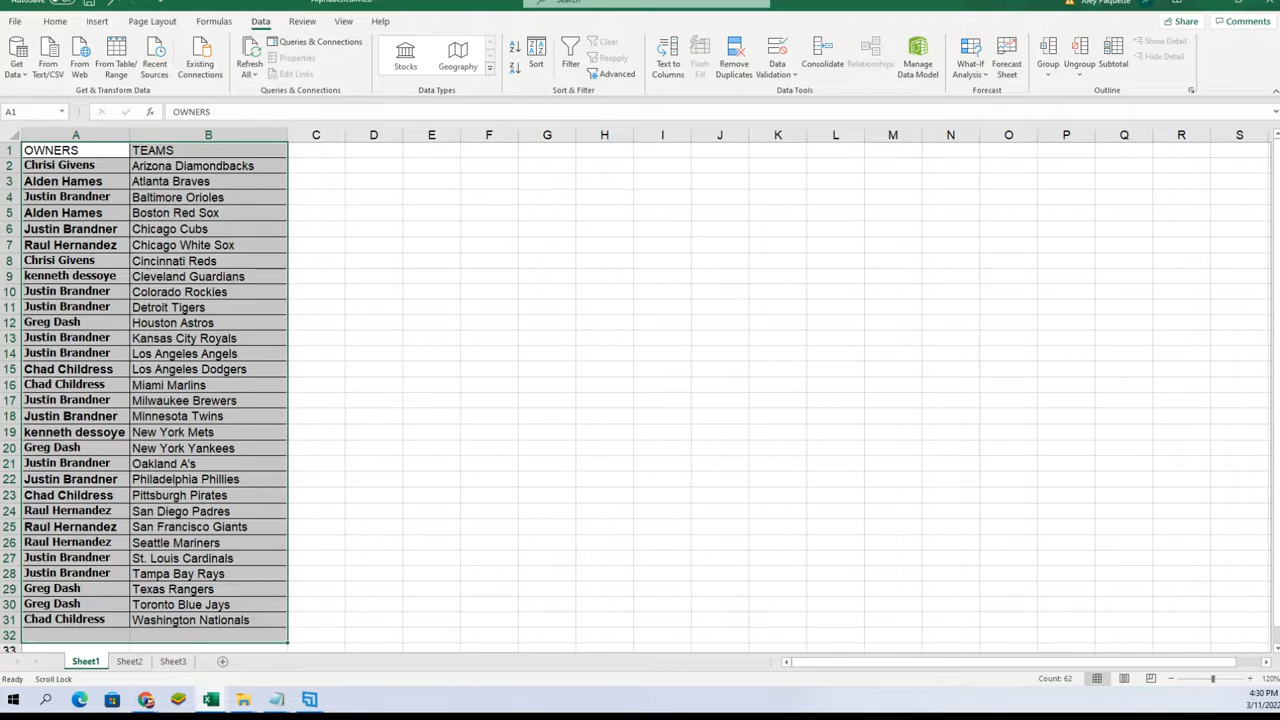 AutoSave
Search
Joey Paquette
File Home Insert Draw Page Layout Formulas Data Review View Help
Share Comments
Get Data From Text/CSV From Web From Table/Range Recent Sources Existing Connections
Get & Transform Data
Refresh All Queries & Connections Properties Edit Links
Queries & Connections
Stocks Geography
Data Types
Sort Filter Clear Reapply Advanced
Sort & Filter
Text to Columns Flash Fill Remove Duplicates Data Validation Consolidate Relationships Manage Data Model
Data Tools
What-If Analysis Forecast Sheet
Forecast
Group Ungroup Subtotal Show Detail Hide Detail
Outline
A1 fx OWNERS
A B C D E F G H I J K L M N O P Q R S
1 OWNERS TEAMS
2 Chrisi Givens Arizona Diamondbacks
3 Alden Hames Atlanta Braves
4 Justin Brandner Baltimore Orioles
5 Alden Hames Boston Red Sox
6 Justin Brandner Chicago Cubs
7 Raul Hernandez Chicago White Sox
8 Chrisi Givens Cincinnati Reds
9 kenneth dessoye Cleveland Guardians
10 Justin Brandner Colorado Rockies
11 Justin Brandner Detroit Tigers
12 Greg Dash Houston Astros
13 Justin Brandner Kansas City Royals
14 Justin Brandner Los Angeles Angels
15 Chad Childress Los Angeles Dodgers
16 Chad Childress Miami Marlins
17 Justin Brandner Milwaukee Brewers
18 Justin Brandner Minnesota Twins
19 kenneth dessoye New York Mets
20 Greg Dash New York Yankees
21 Justin Brandner Oakland A's
22 Justin Brandner Philadelphia Phillies
23 Chad Childress Pittsburgh Pirates
24 Raul Hernandez San Diego Padres
25 Raul Hernandez San Francisco Giants
26 Raul Hernandez Seattle Mariners
27 Justin Brandner St. Louis Cardinals
28 Justin Brandner Tampa Bay Rays
29 Greg Dash Texas Rangers
30 Greg Dash Toronto Blue Jays
31 Chad Childress Washington Nationals
32
33
Sheet1 Sheet2 Sheet3
Ready Scroll Lock Count: 62 120%
4:30 PM
3/11/202